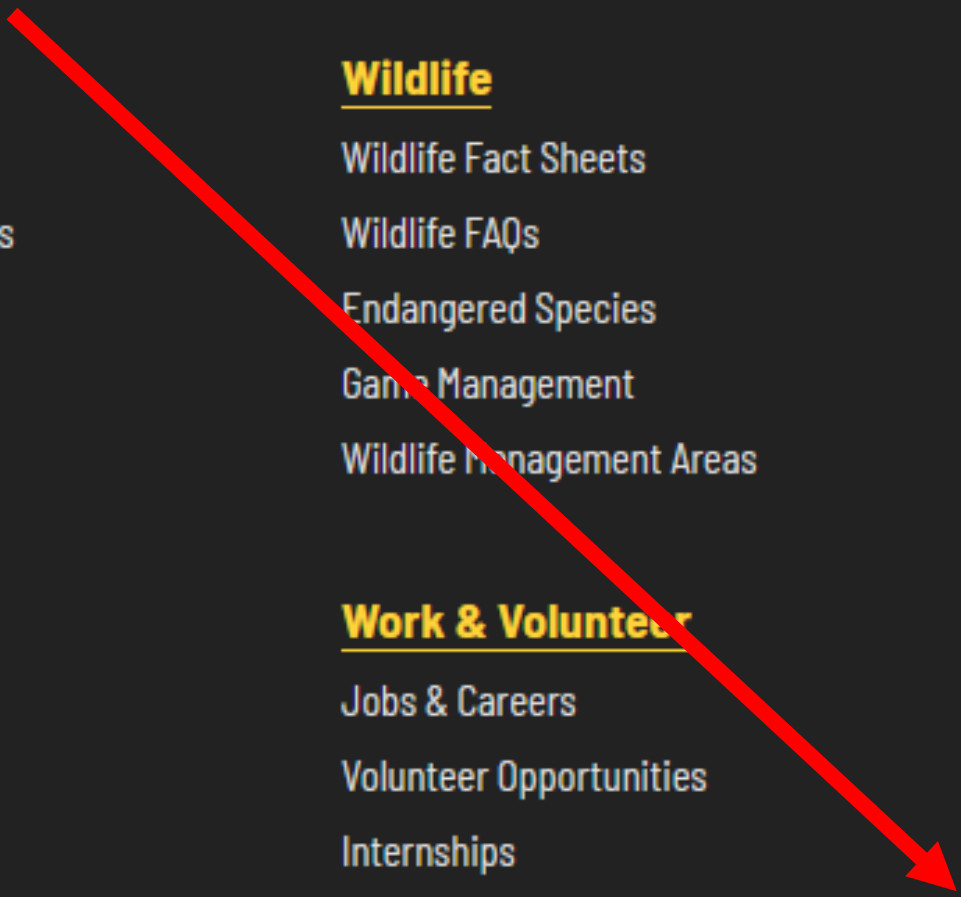 Wildlife
Wildlife Fact Sheets
s
Wildlife FAQs
Endangered Species
Game Management
Wildlife Management Areas
Work & Volunteer
Jobs & Careers
Volunteer Opportunities
Internships